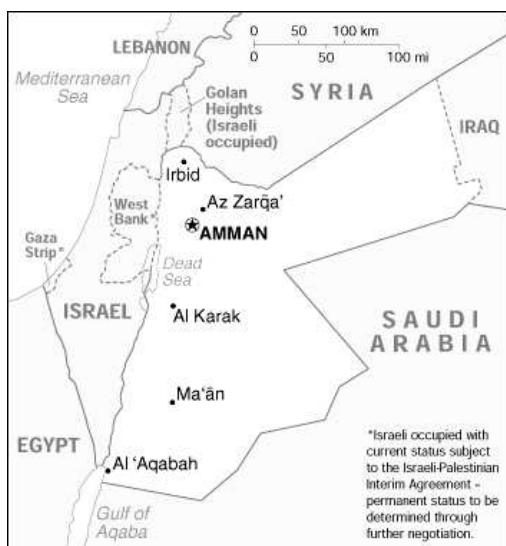 LEBANON
0 50 100 km
0 50 100 mi
Mediterranean
Sea
Golan
Heights
(Israeli
occupied)
SYRIA
IRAQ
Irbid
West
Bank*
Az Zarqa'
AMMAN
Gaza
Strip*
Dead
Sea
ISRAEL
Al Karak
SAUDI
ARABIA
Ma'ān
EGYPT
Al 'Aqabah
Gulf of
Aqaba
*Israeli occupied with
current status subject
to the Israeli-Palestinian
Interim Agreement –
permanent status to be
determined through
further negotiation.